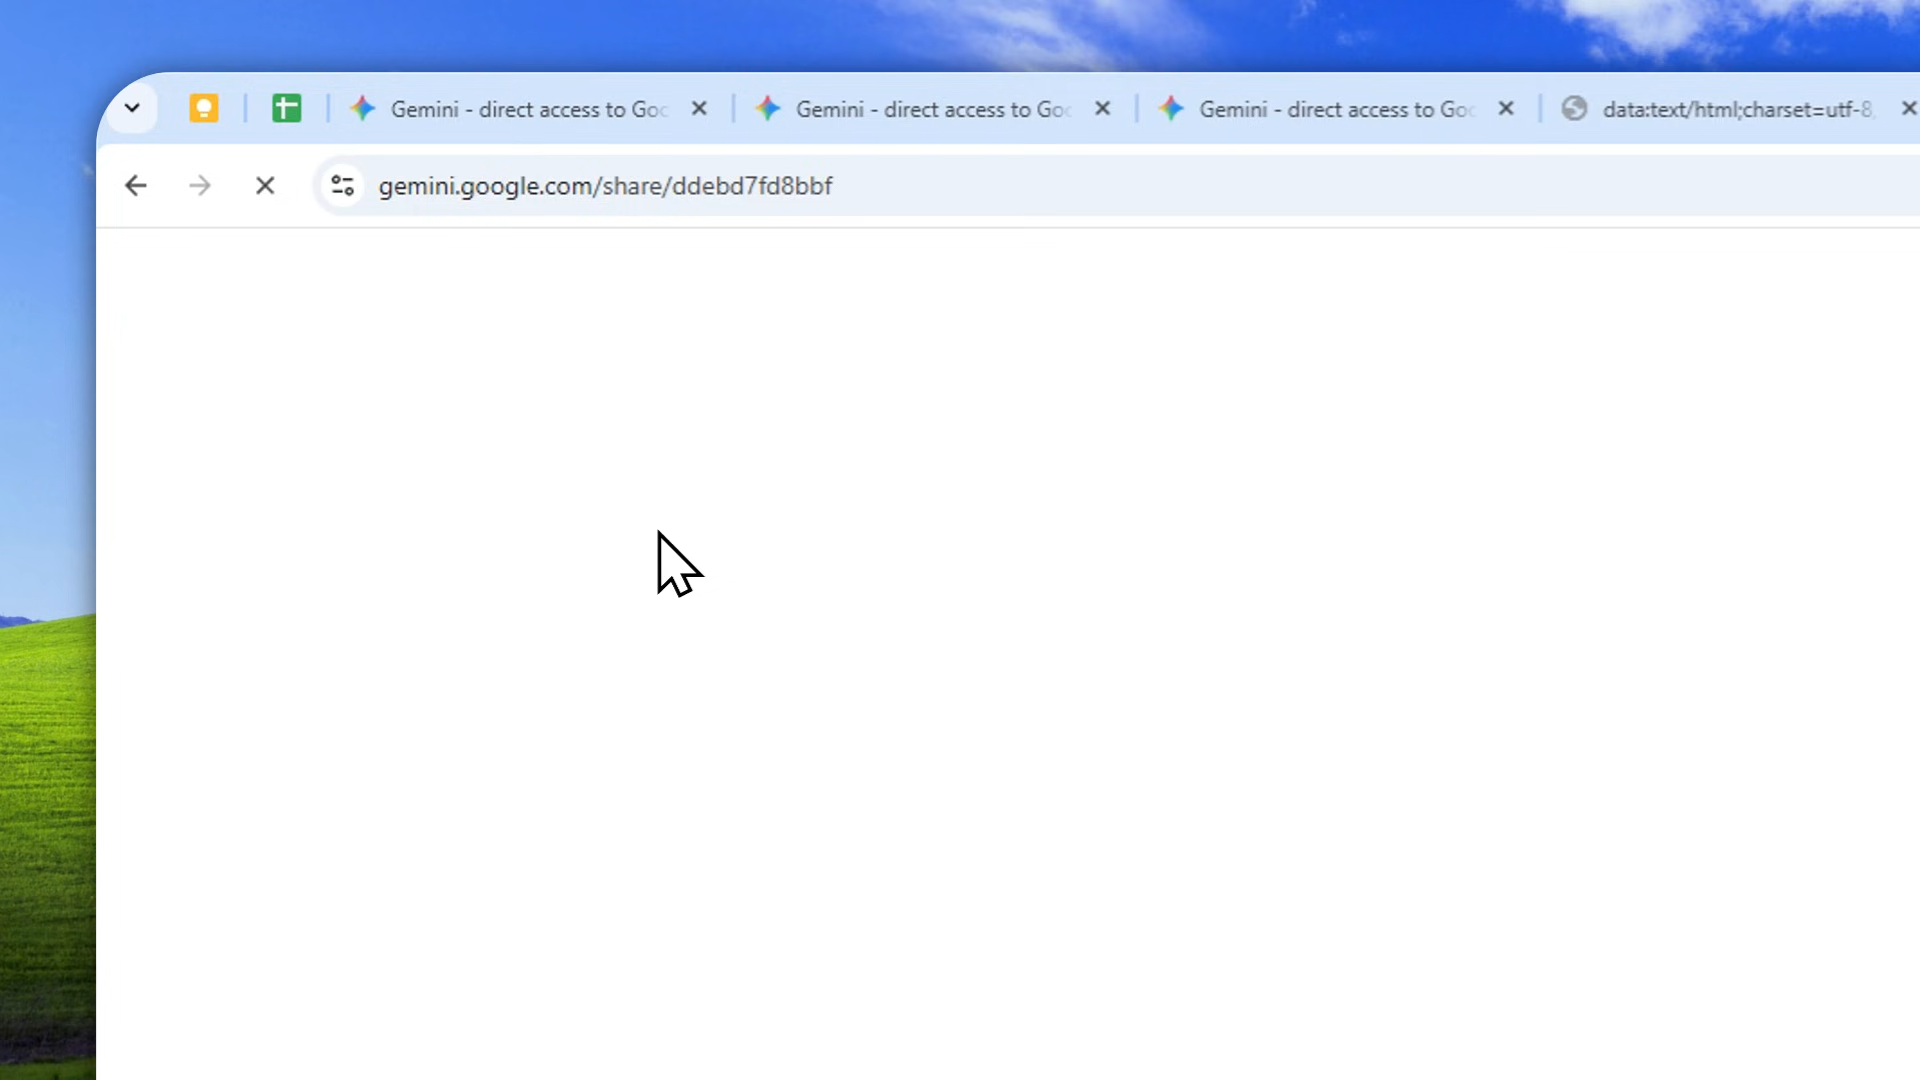 Gemini - direct access to Goo
Gemini - direct access to Goo
Gemini - direct access to Goo
data:text/html;charset=utf-8,
gemini.google.com/share/ddebd7fd8bbf